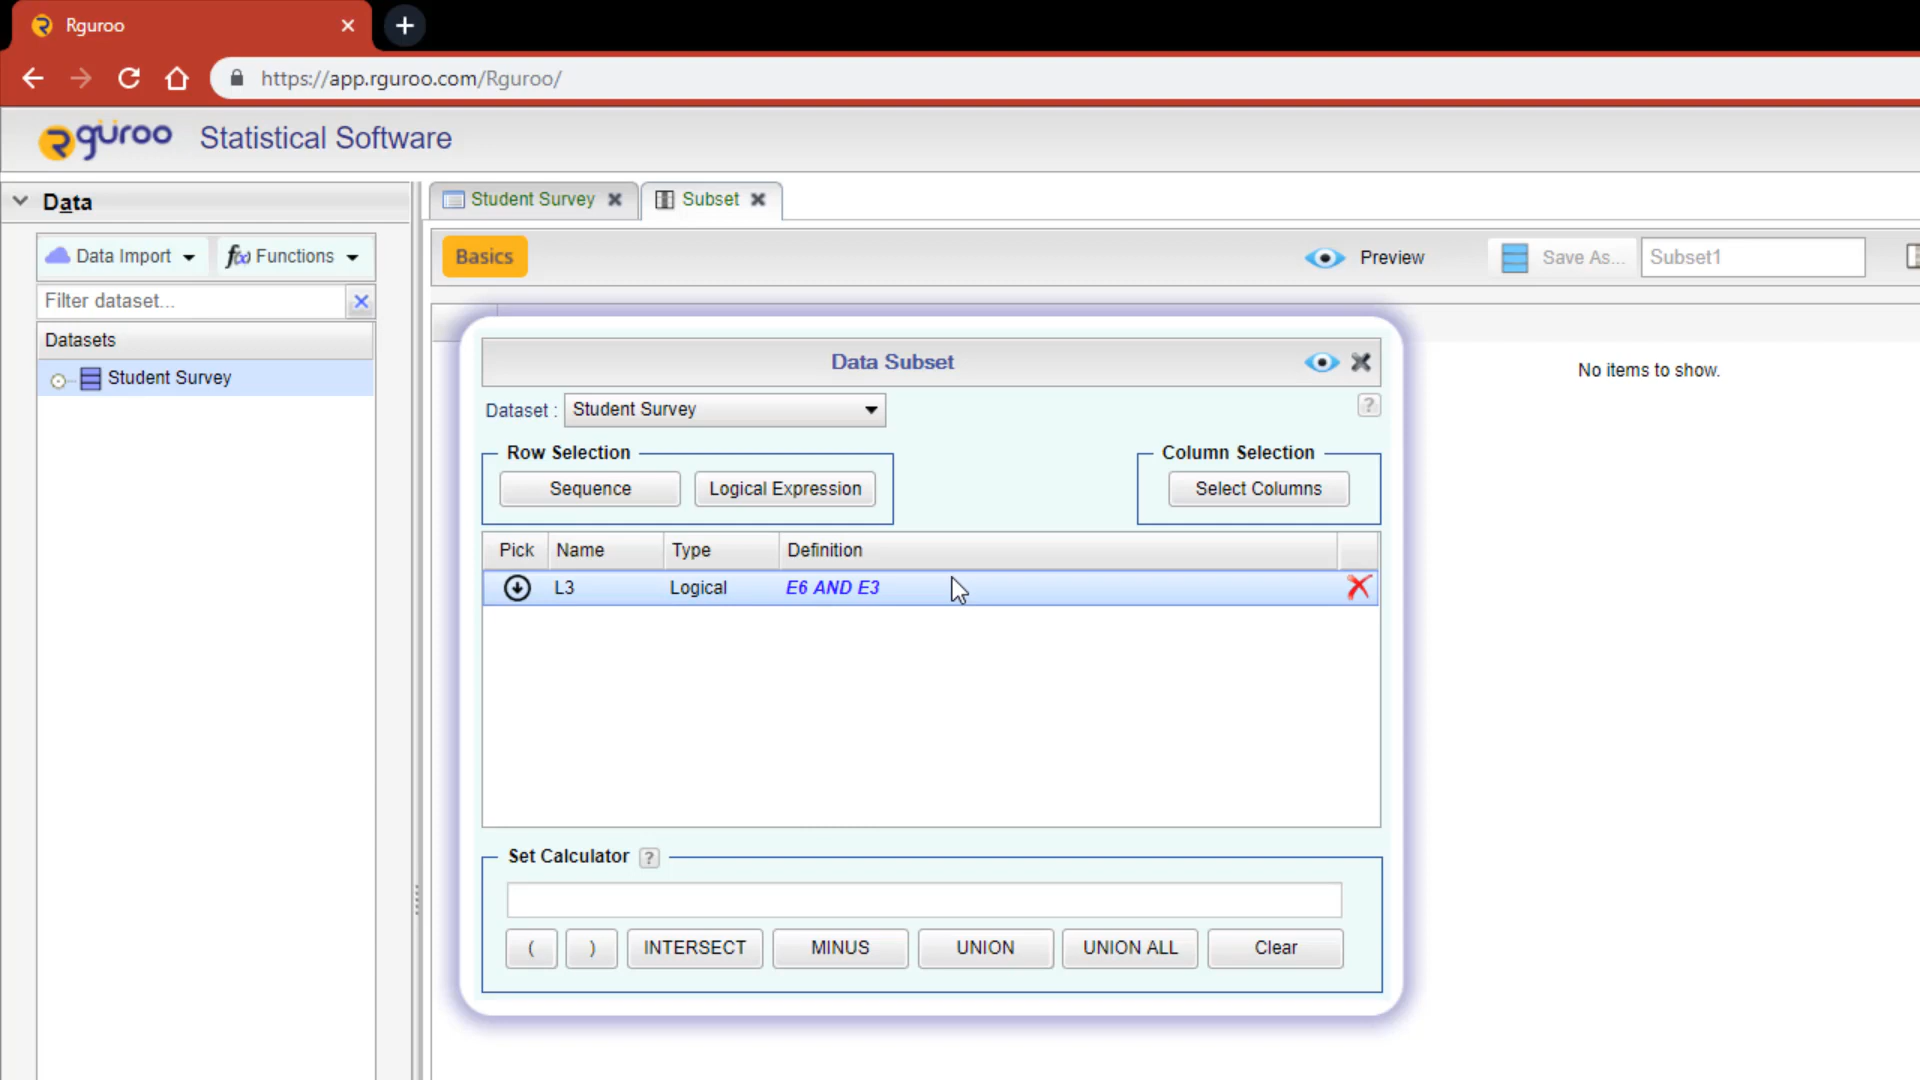 Rguroo
https://app.rguroo.com/Rguroo/
rguroo Statistical Software
Data
Student Survey
Subset
Data Import
f(x) Functions
Basics
Preview
Save As...
Subset1
Filter dataset...
Datasets
Student Survey
Data Subset
No items to show.
Dataset :
Student Survey
?
Row Selection
Column Selection
Sequence
Logical Expression
Select Columns
Pick Name Type Definition
L3 Logical E6 AND E3
Set Calculator ?
( ) INTERSECT MINUS UNION UNION ALL Clear